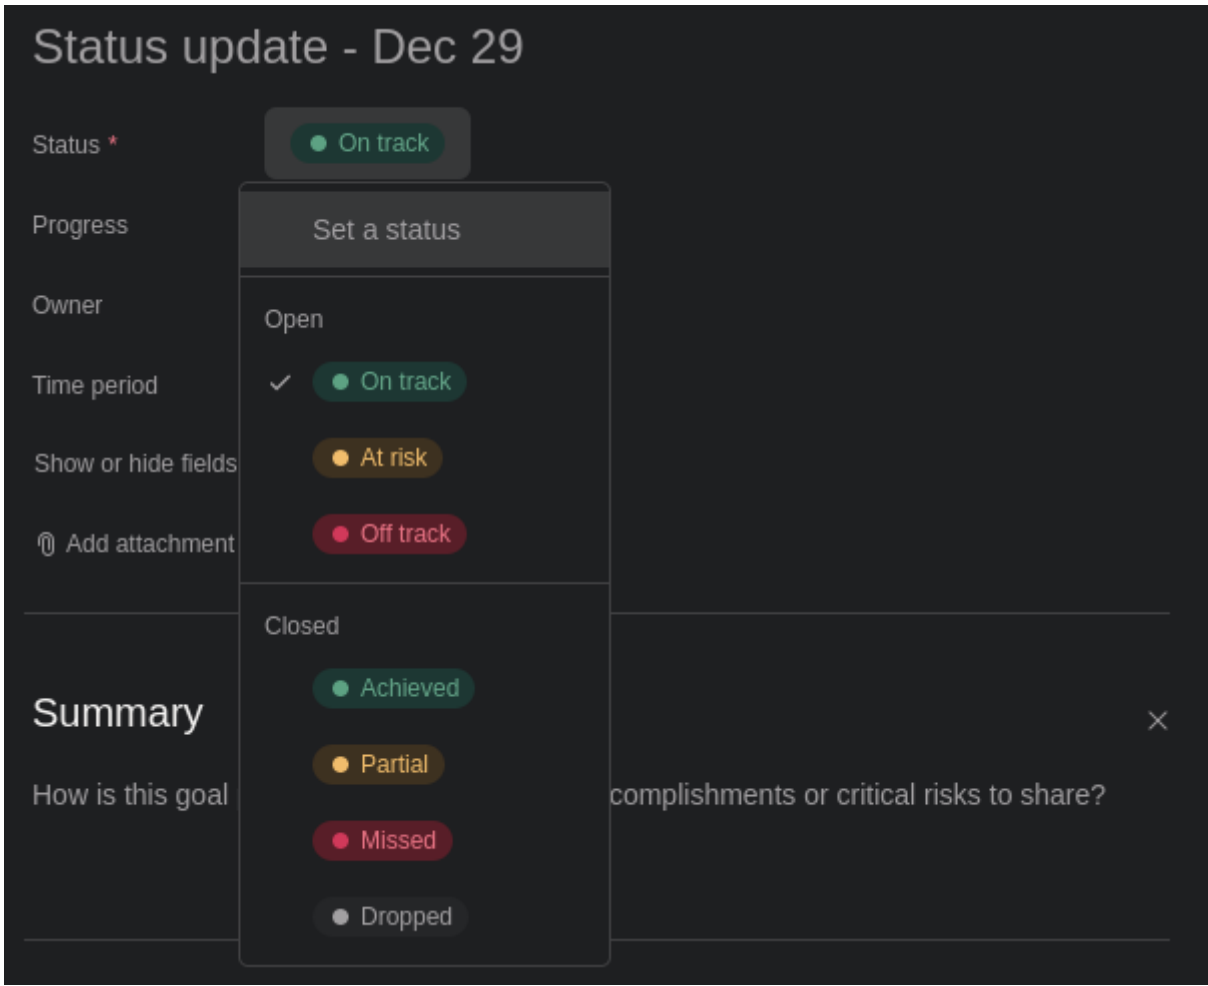 Status update - Dec 29
Status *
On track
Progress
Set a status
Owner
Open
Time period
On track
Show or hide fields
At risk
Add attachment
Off track
Closed
Achieved
Summary
Partial
How is this goal
complishments or critical risks to share?
Missed
Dropped